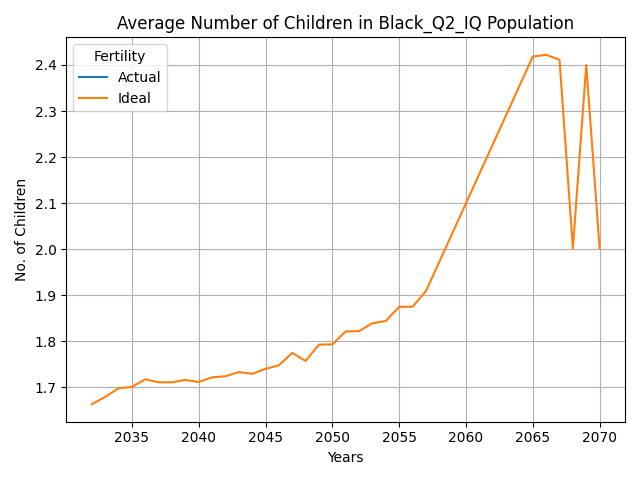 Average Number of Children in Black_Q2_IQ Population
Fertility
Actual
Ideal
No. of Children
2.4
2.3
2.2
2.1
2.0
1.9
1.8
1.7
2035 2040 2045 2050 2055 2060 2065 2070
Years